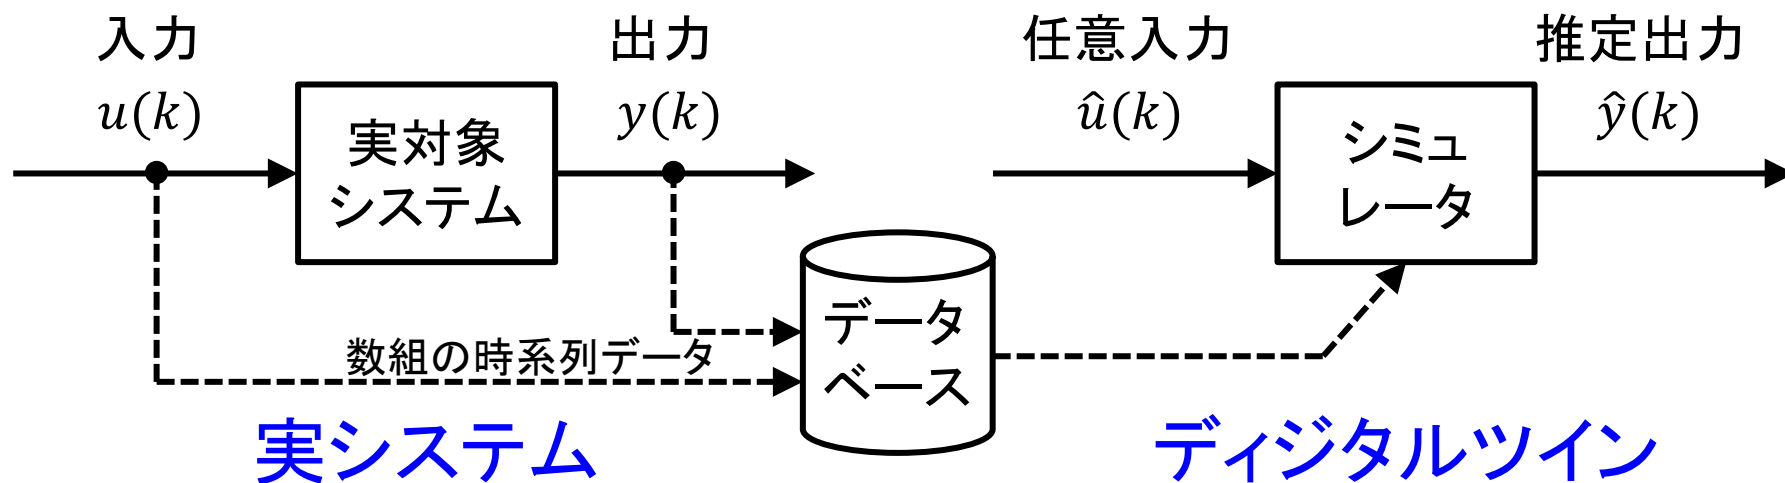 入力
u(k)
実対象
システム
出力
y(k)
数組の時系列データ
データ
ベース
実システム
任意入力
û(k)
シミュ
レータ
推定出力
ŷ(k)
ディジタルツイン